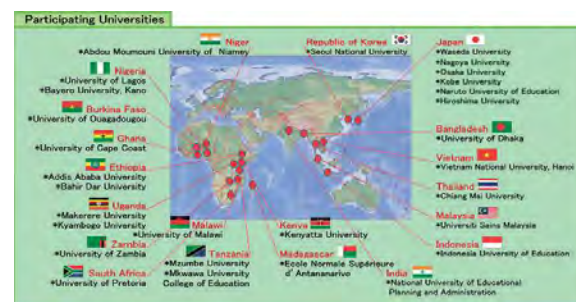 Participating Universities
Niger
*Abdou Moumouni University of Niamey
Republic of Korea
*Seoul National University
Japan
*Waseda University
*Nagoya University
*Osaka University
*Kobe University
*Naruto University of Education
*Hiroshima University
Nigeria
*University of Lagos
*Bayero University, Kano
Burkina Faso
*University of Ouagadougou
Ghana
*University of Cape Coast
Ethiopia
*Addis Ababa University
*Bahir Dar University
Uganda
*Makerere University
*Kyambogo University
Zambia
*University of Zambia
South Africa
*University of Pretoria
Malawi
*University of Malawi
Tanzania
*Mzumbe University
*Mkwawa University
College of Education
Kenya
*Kenyatta University
Madagascar
*Ecole Normale Supérieure
d' Antananarivo
Bangladesh
*University of Dhaka
Vietnam
*Vietnam National University, Hanoi
Thailand
*Chiang Mai University
Malaysia
*Universiti Sains Malaysia
Indonesia
*Indonesia University of Education
India
*National University of Educational
Planning and Administration